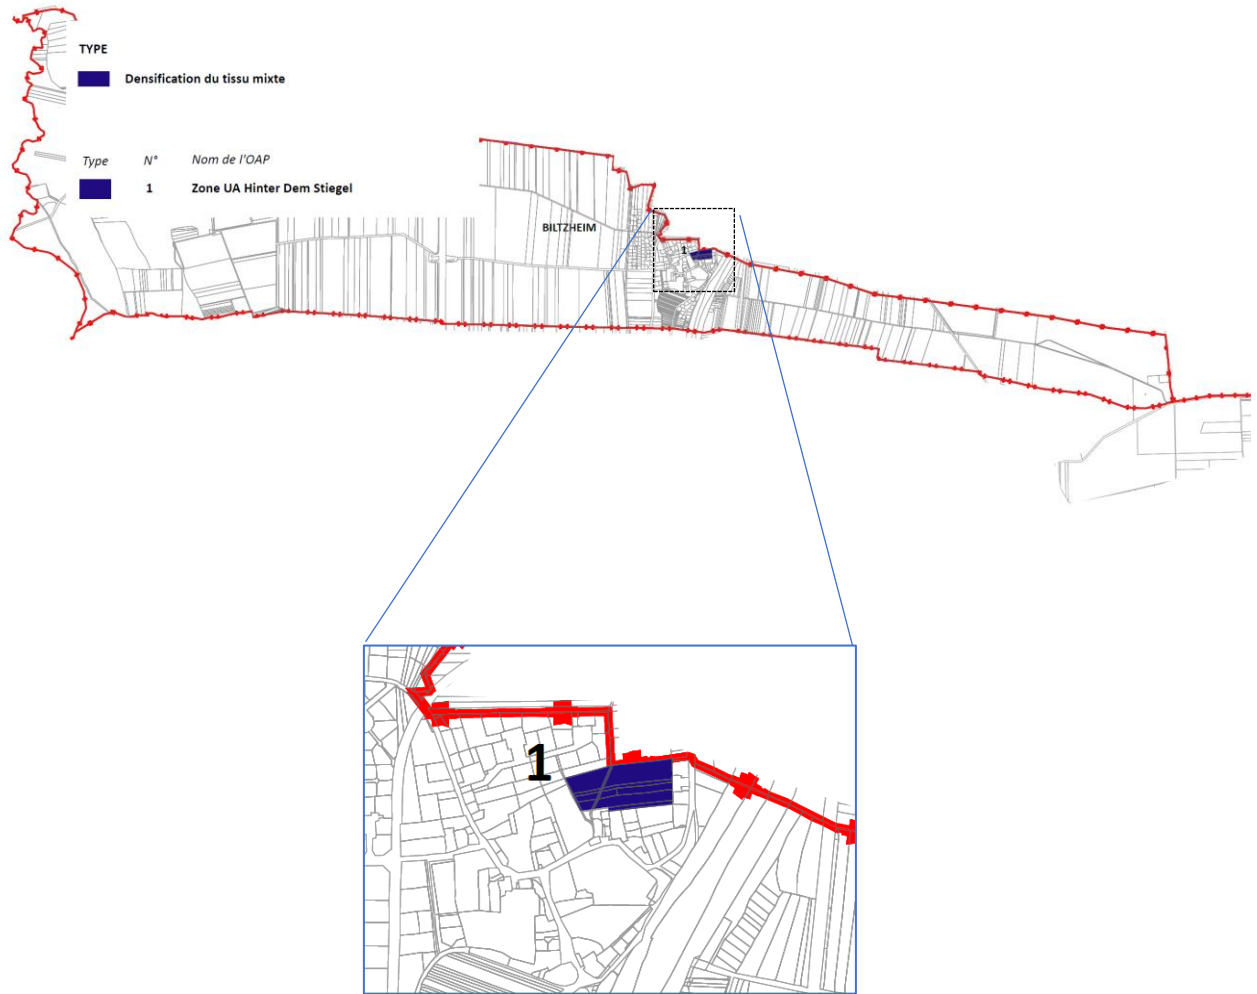 TYPE
Densification du tissu mixte
Type N° Nom de l'OAP
1 Zone UA Hinter Dem Stiegel
BILTZHEIM
1
1